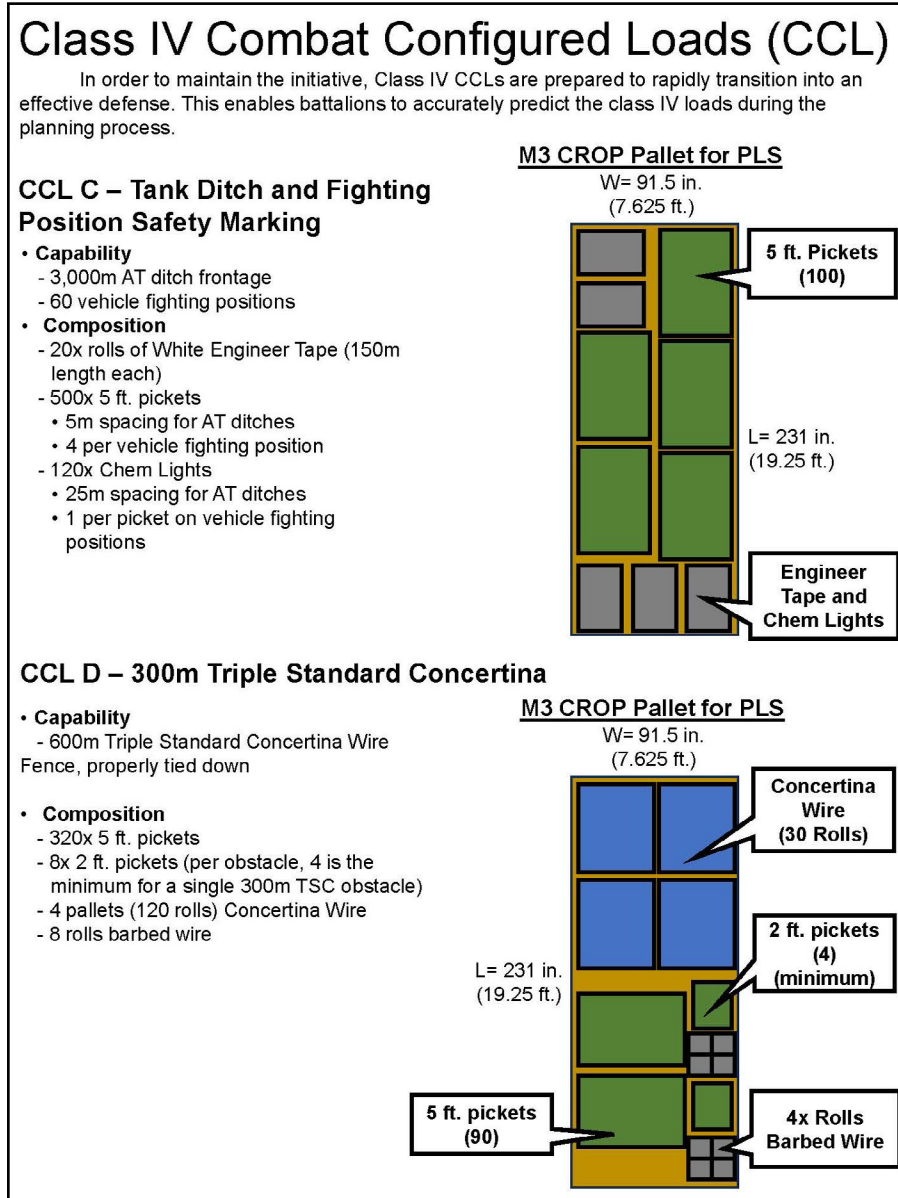 Class IV Combat Configured Loads (CCL)
In order to maintain the initiative, Class IV CCLs are prepared to rapidly transition into an
effective defense. This enables battalions to accurately predict the class IV loads during the
planning process.
CCL C – Tank Ditch and Fighting
Position Safety Marking
• Capability
- 3,000m AT ditch frontage
- 60 vehicle fighting positions
• Composition
- 20x rolls of White Engineer Tape (150m
length each)
- 500x 5 ft. pickets
• 5m spacing for AT ditches
• 4 per vehicle fighting position
- 120x Chem Lights
• 25m spacing for AT ditches
• 1 per picket on vehicle fighting
positions
M3 CROP Pallet for PLS
W= 91.5 in.
(7.625 ft.)
5 ft. Pickets
(100)
L= 231 in.
(19.25 ft.)
Engineer
Tape and
Chem Lights
CCL D – 300m Triple Standard Concertina
• Capability
- 600m Triple Standard Concertina Wire
Fence, properly tied down
• Composition
- 320x 5 ft. pickets
- 8x 2 ft. pickets (per obstacle, 4 is the
minimum for a single 300m TSC obstacle)
- 4 pallets (120 rolls) Concertina Wire
- 8 rolls barbed wire
M3 CROP Pallet for PLS
W= 91.5 in.
(7.625 ft.)
Concertina
Wire
(30 Rolls)
2 ft. pickets
(4)
(minimum)
L= 231 in.
(19.25 ft.)
5 ft. pickets
(90)
4x Rolls
Barbed Wire